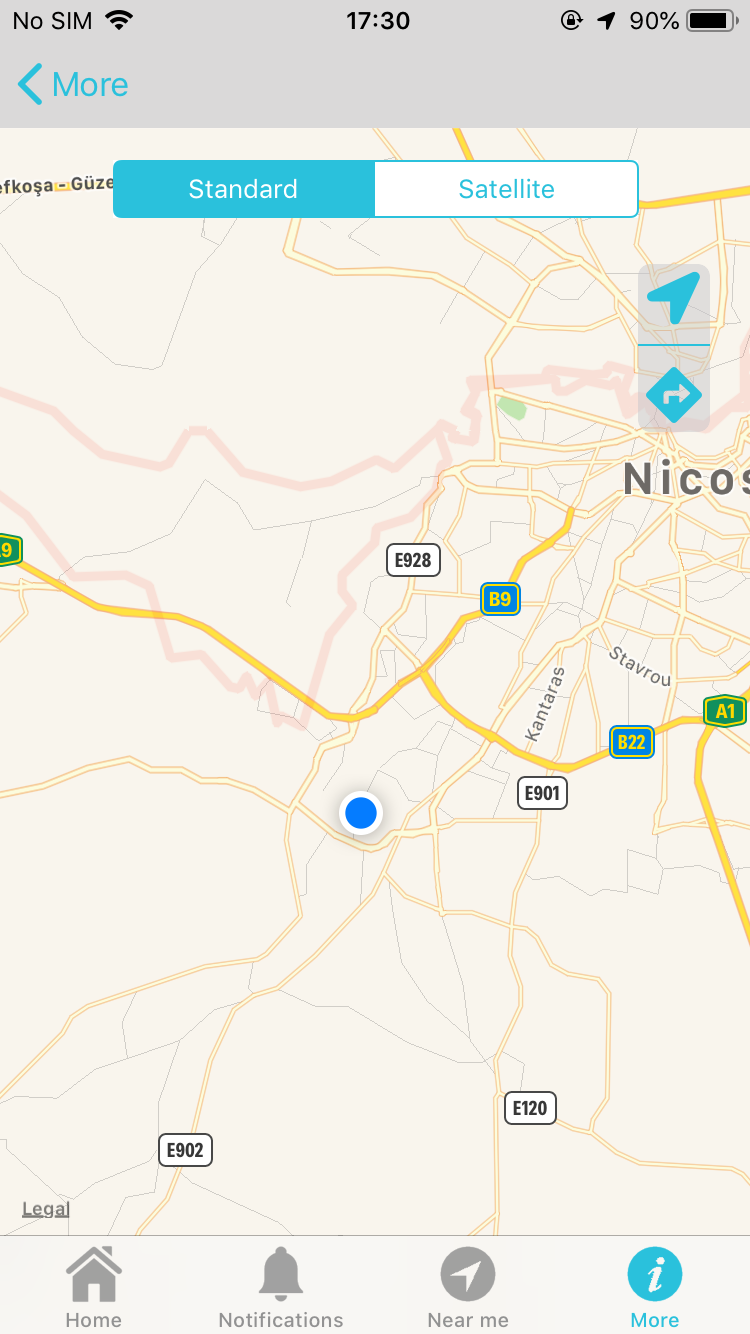 No SIM 17:30 90%
More
efkoşa - Güze
Standard Satellite
Nicos
9
E928
B9
Stavrou
Kantaras
A1
B22
E901
E120
E902
Legal
Home Notifications Near me More